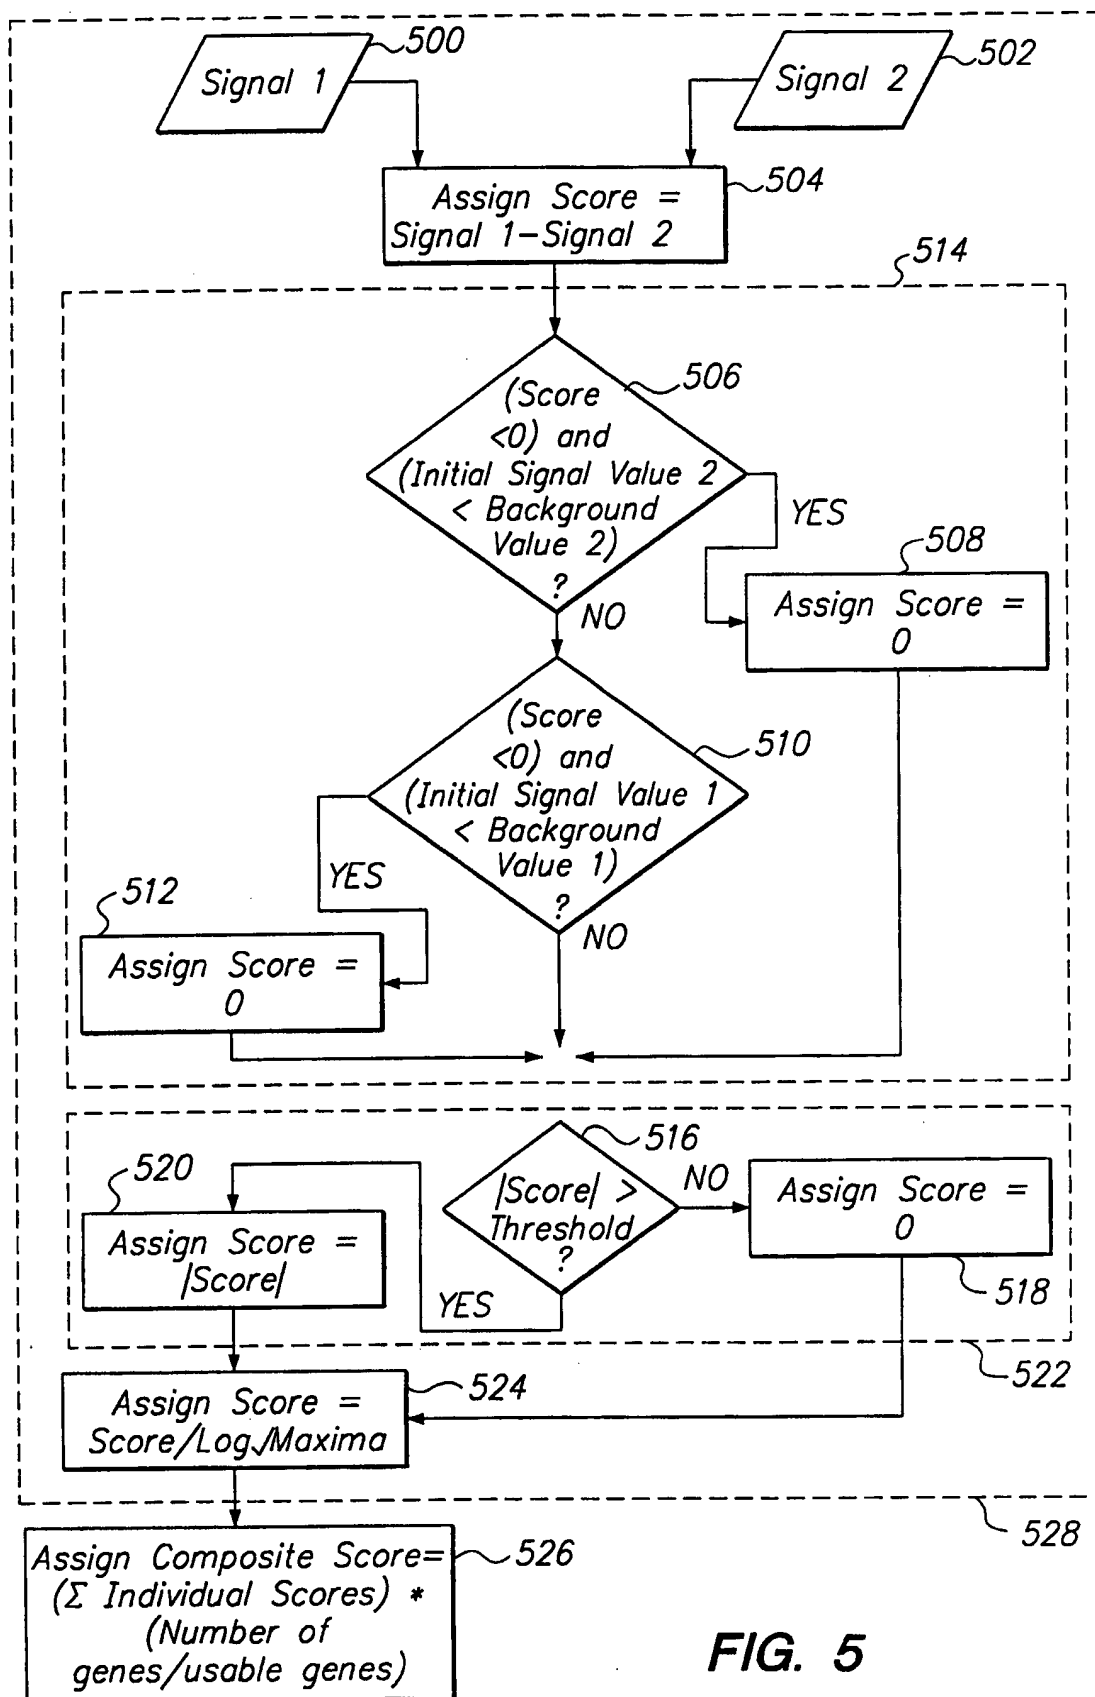 500
502
Signal 1
Signal 2
504
Assign Score =
Signal 1-Signal 2
514
506
(Score
<0) and
(Initial Signal Value 2
< Background
Value 2)
?
YES
NO
508
Assign Score =
0
510
(Score
<0) and
(Initial Signal Value 1
< Background
Value 1)
?
YES
NO
512
Assign Score =
0
516
|Score| >
Threshold
?
NO
YES
520
Assign Score =
|Score|
Assign Score =
0
518
522
524
Assign Score =
Score/Log√Maxima
528
526
Assign Composite Score=
(Σ Individual Scores) *
(Number of
genes/usable genes)
FIG. 5